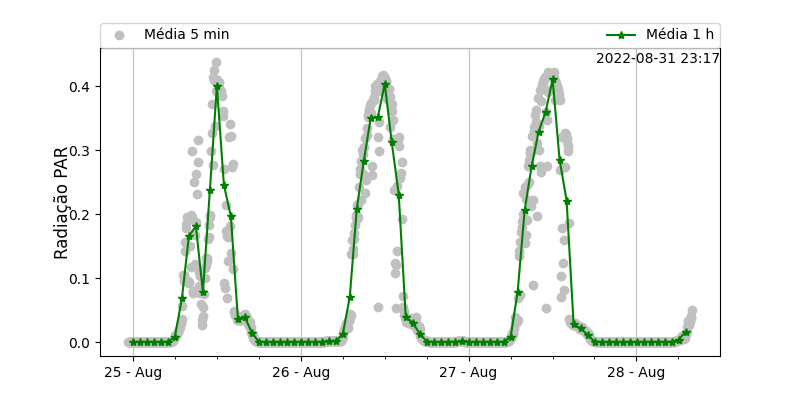 Média 5 min
Média 1 h
2022-08-31 23:17
Radiação PAR
0.4
0.3
0.2
0.1
0.0
25 - Aug
26 - Aug
27 - Aug
28 - Aug